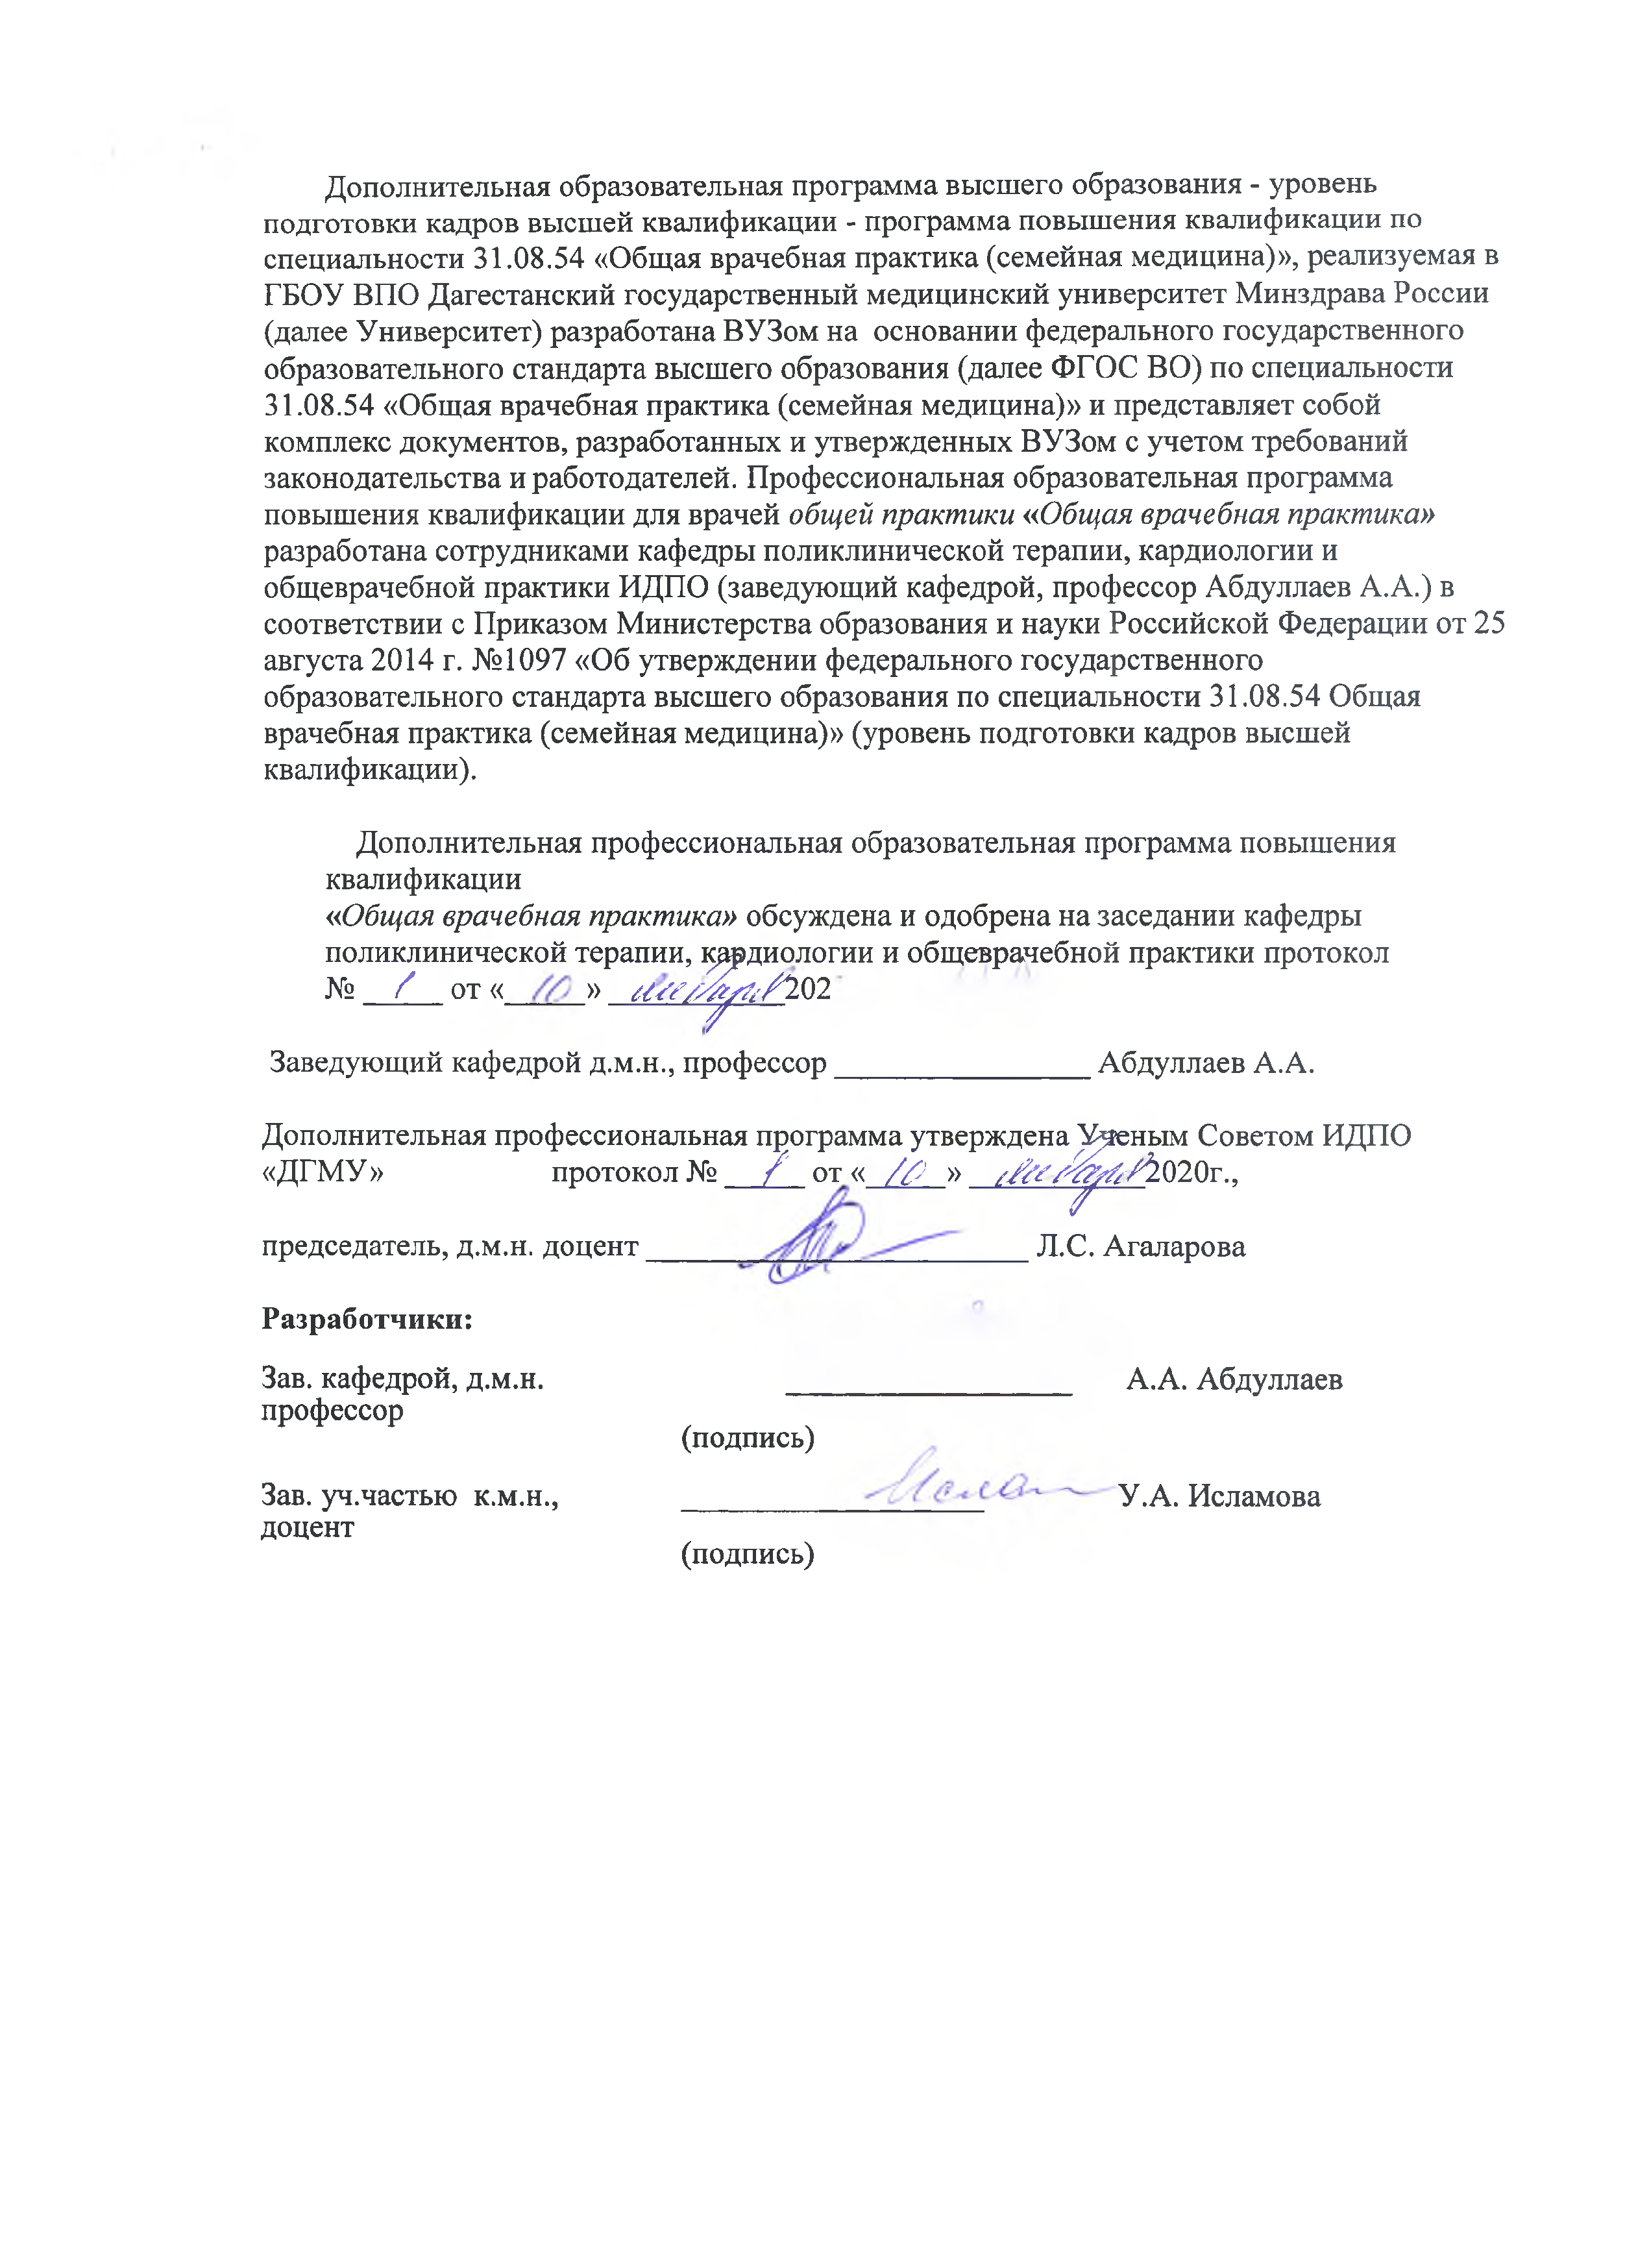 Дополнительная образовательная программа высшего образования - уровень
подготовки кадров высшей квалификации - программа повышения квалификации по
специальности 31.08.54 «Общая врачебная практика (семейная медицина)», реализуемая в
ГБОУ ВПО Дагестанский государственный медицинский университет Минздрава России
(далее Университет) разработана ВУЗом на основании федерального государственного
образовательного стандарта высшего образования (далее ФГОС ВО) по специальности
31.08.54 «Общая врачебная практика (семейная медицина)» и представляет собой
комплекс документов, разработанных и утвержденных ВУЗом с учетом требований
законодательства и работодателей. Профессиональная образовательная программа
повышения квалификации для врачей общей практики «Общая врачебная практика»
разработана сотрудниками кафедры поликлинической терапии, кардиологии и
общеврачебной практики ИДПО (заведующий кафедрой, профессор Абдуллаев А.А.) в
соответствии с Приказом Министерства образования и науки Российской Федерации от 25
августа 2014 г. №1097 «Об утверждении федерального государственного
образовательного стандарта высшего образования по специальности 31.08.54 Общая
врачебная практика (семейная медицина)» (уровень подготовки кадров высшей
квалификации).
Дополнительная профессиональная образовательная программа повышения
квалификации
«Общая врачебная практика» обсуждена и одобрена на заседании кафедры
поликлинической терапии, кардиологии и общеврачебной практики протокол
№ 1 от «10» января 202
Заведующий кафедрой д.м.н., профессор ________________ Абдуллаев А.А.
Дополнительная профессиональная программа утверждена Ученым Советом ИДПО
«ДГМУ» протокол № 1 от «10» января 2020г.,
председатель, д.м.н. доцент ________________ Л.С. Агаларова
Разработчики:
Зав. кафедрой, д.м.н. ________________ А.А. Абдуллаев
профессор
(подпись)
Зав. уч.частью к.м.н., ________________ У.А. Исламова
доцент
(подпись)